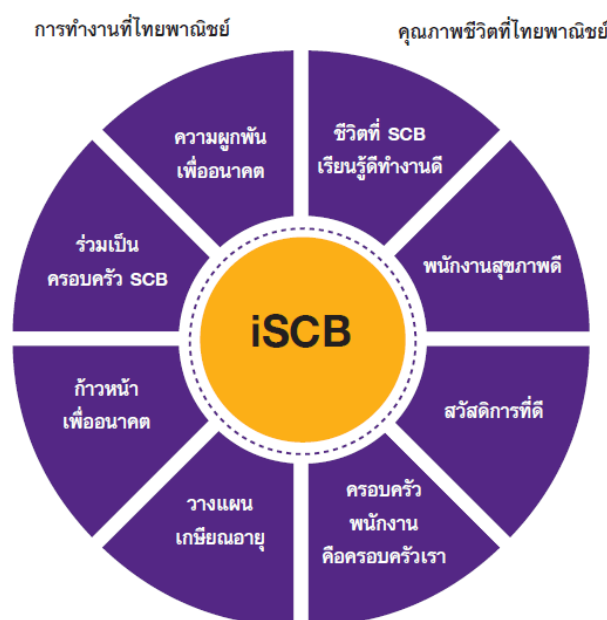 การทำงานที่ไทยพาณิชย์
คุณภาพชีวิตที่ไทยพาณิชย์
ความผูกพัน
เพื่ออนาคต
ชีวิตที่ SCB
เรียนรู้ดีทำงานดี
ร่วมเป็น
ครอบครัว SCB
พนักงานสุขภาพดี
iSCB
ก้าวหน้า
เพื่ออนาคต
สวัสดิการที่ดี
วางแผน
เกษียณอายุ
ครอบครัว
พนักงาน
คือครอบครัวเรา